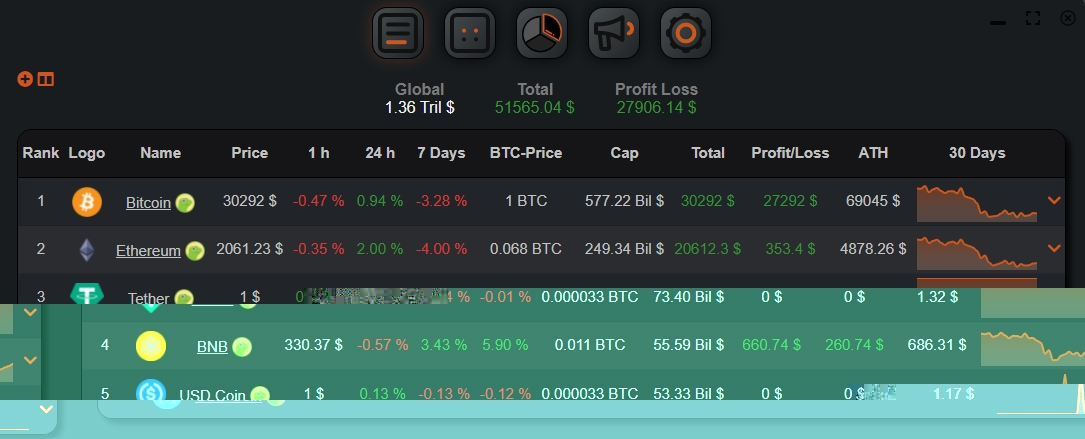 Global Total Profit Loss
1.36 Tril $ 51565.04 $ 27906.14 $
Rank Logo Name Price 1 h 24 h 7 Days BTC-Price Cap Total Profit/Loss ATH 30 Days
1 Bitcoin 30292 $ -0.47 % 0.94 % -3.28 % 1 BTC 577.22 Bil $ 30292 $ 27292 $ 69045 $
2 Ethereum 2061.23 $ -0.35 % 2.00 % -4.00 % 0.068 BTC 249.34 Bil $ 20612.3 $ 353.4 $ 4878.26 $
3 Tether 1 $ % -0.01 % 0.000033 BTC 73.40 Bil $ 0 $ 0 $ 1.32 $
4 BNB 330.37 $ -0.57 % 3.43 % 5.90 % 0.011 BTC 55.59 Bil $ 660.74 $ 260.74 $ 686.31 $
5 USD Coin 1 $ 0.13 % -0.13 % -0.12 % 0.000033 BTC 53.33 Bil $ 0 $ 0 $ 1.17 $